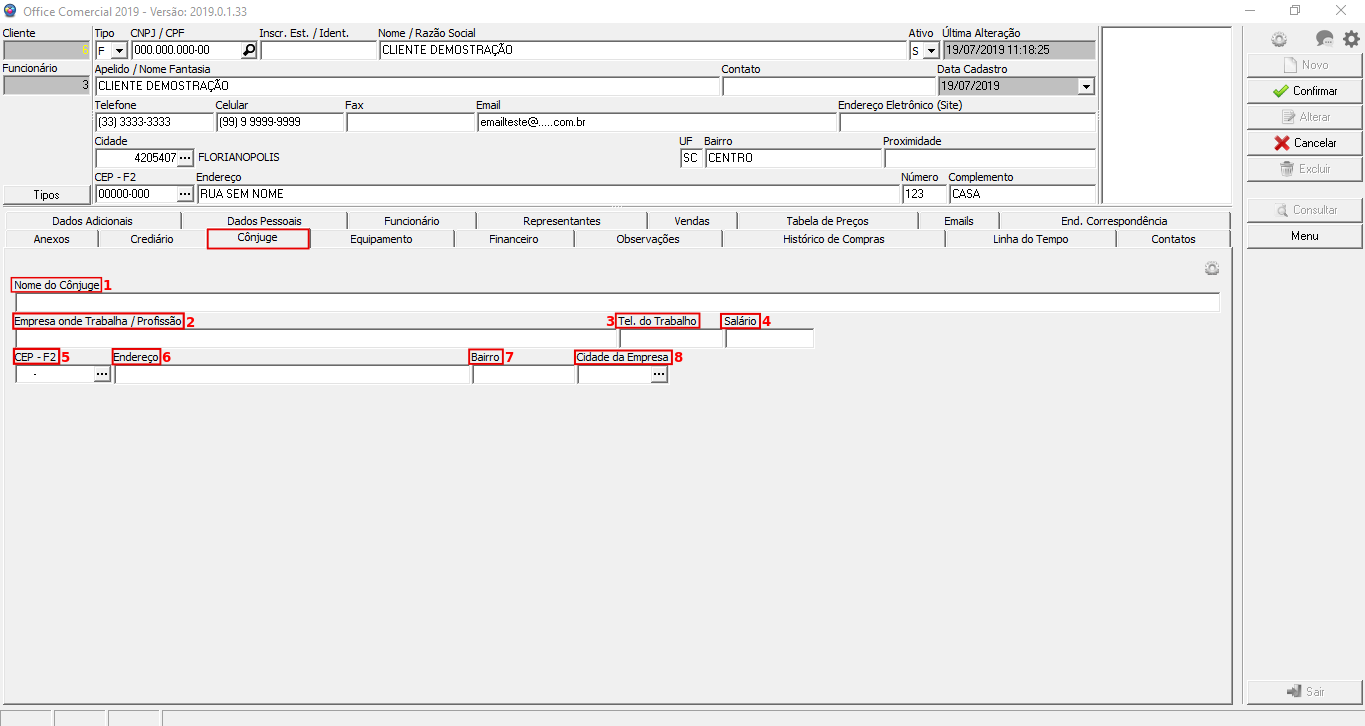 Office Comercial 2019 - Versão: 2019.0.1.33
Cliente Tipo CNPJ / CPF Inscr. Est. / Ident. Nome / Razão Social Ativo Última Alteração
6 F 000.000.000-00 CLIENTE DEMOSTRAÇÃO S 19/07/2019 11:18:25
Funcionário Apelido / Nome Fantasia Contato Data Cadastro
3 CLIENTE DEMOSTRAÇÃO 19/07/2019
Telefone Celular Fax Email Endereço Eletrônico (Site)
(33) 3333-3333 (99) 9 9999-9999 emailteste@.....com.br
Cidade UF Bairro Proximidade
4205407 ... FLORIANOPOLIS SC CENTRO
CEP - F2 Endereço Número Complemento
Tipos 00000-000 ... RUA SEM NOME 123 CASA
Novo
Confirmar
Alterar
Cancelar
Excluir
Consultar
Menu
Dados Adicionais Dados Pessoais Funcionário Representantes Vendas Tabela de Preços Emails End. Correspondência
Anexos Crediário Cônjuge Equipamento Financeiro Observações Histórico de Compras Linha do Tempo Contatos
Nome do Cônjuge 1
Empresa onde Trabalha / Profissão 2 3 Tel. do Trabalho Salário 4
CEP - F2 5 Endereço 6 Bairro 7 Cidade da Empresa 8
- ... ...
Sair